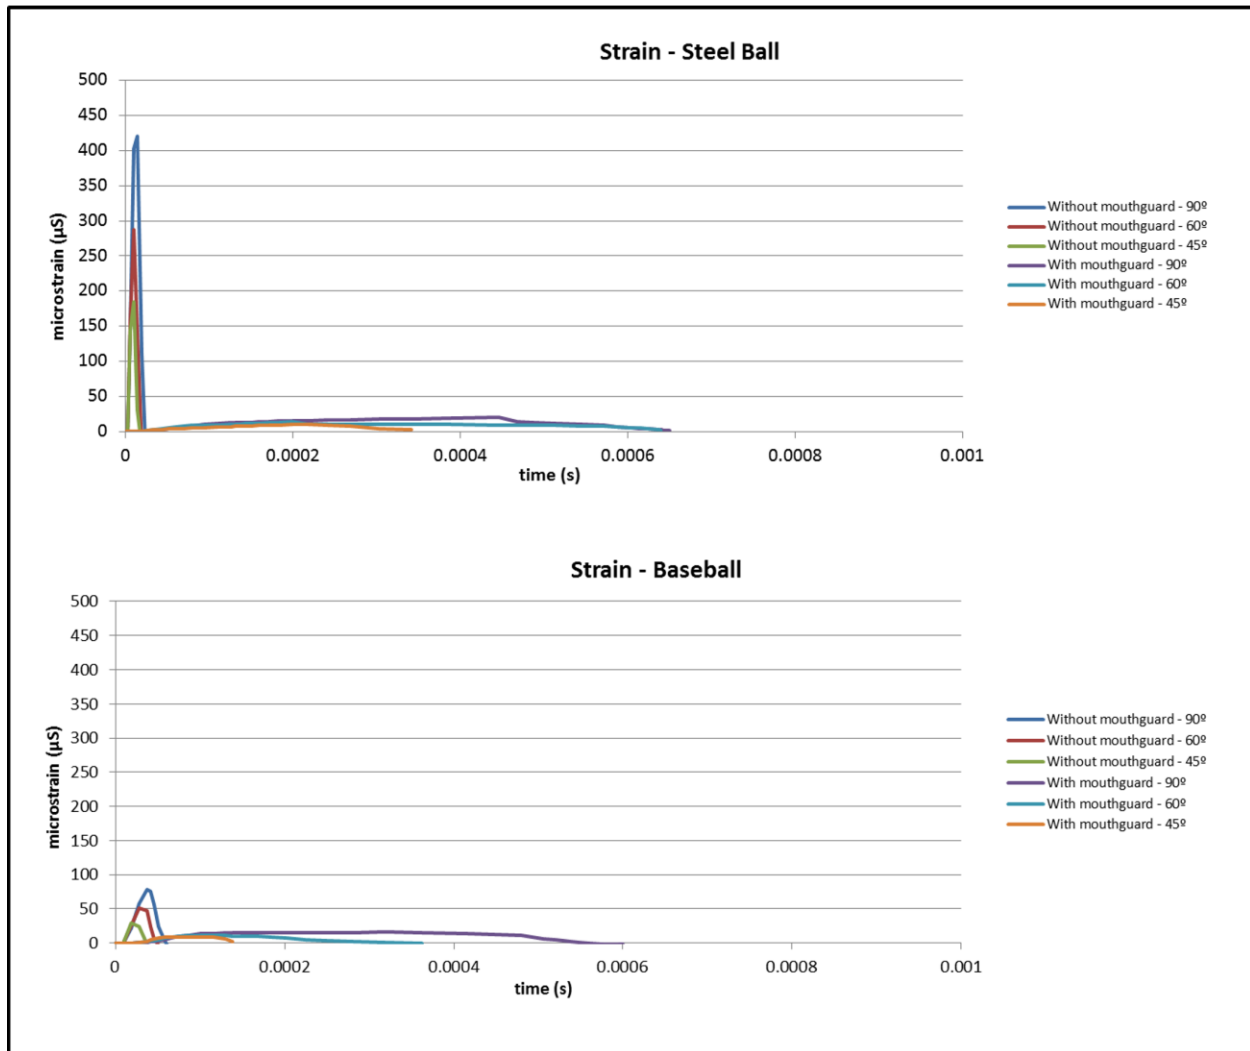 Strain - Steel Ball
500
450
400
350
300
250
200
150
100
50
0
microstrain (µS)
0 0.0002 0.0004 0.0006 0.0008 0.001
time (s)
Without mouthguard - 90º
Without mouthguard - 60º
Without mouthguard - 45º
With mouthguard - 90º
With mouthguard - 60º
With mouthguard - 45º
Strain - Baseball
500
450
400
350
300
250
200
150
100
50
0
microstrain (µS)
0 0.0002 0.0004 0.0006 0.0008 0.001
time (s)
Without mouthguard - 90º
Without mouthguard - 60º
Without mouthguard - 45º
With mouthguard - 90º
With mouthguard - 60º
With mouthguard - 45º